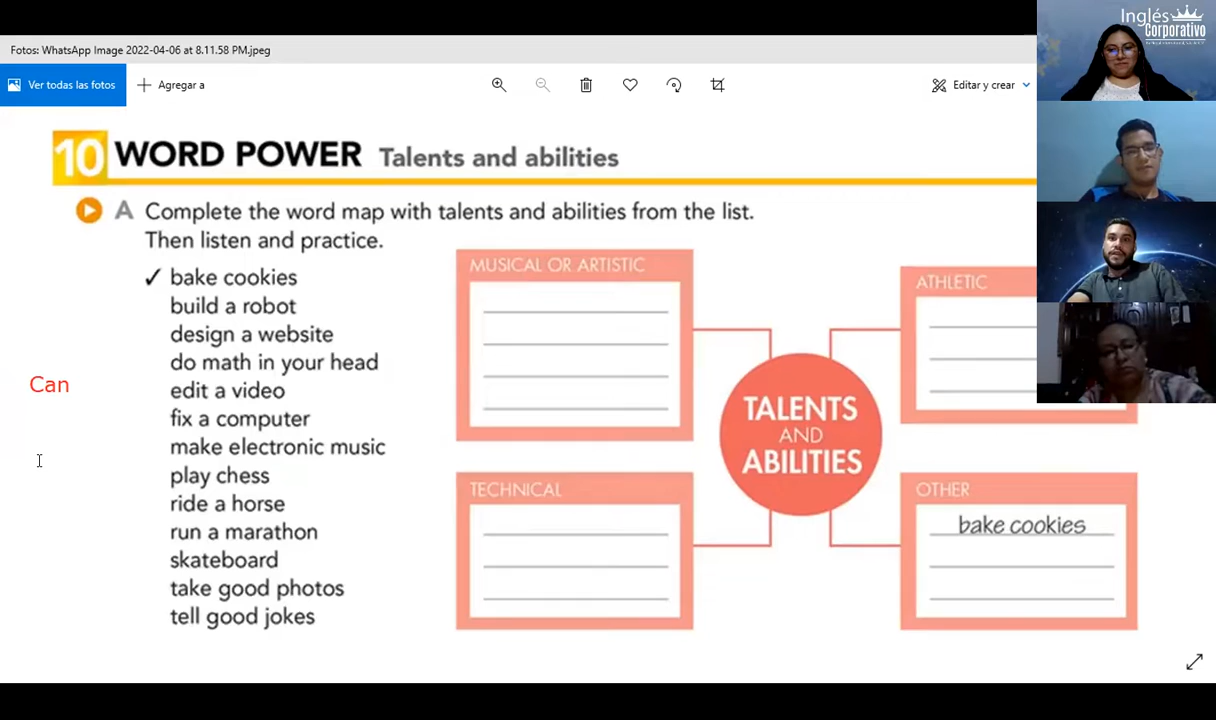 Fotos: WhatsApp Image 2022-04-06 at 8.11.58 PM.jpeg
Ver todas las fotos
Agregar a
Editar y crear
Inglés
Corporativo
10 WORD POWER Talents and abilities
A Complete the word map with talents and abilities from the list.
Then listen and practice.
✓ bake cookies
build a robot
design a website
do math in your head
edit a video
fix a computer
make electronic music
play chess
ride a horse
run a marathon
skateboard
take good photos
tell good jokes
Can
MUSICAL OR ARTISTIC
ATHLETIC
TALENTS
AND
ABILITIES
TECHNICAL
OTHER
bake cookies